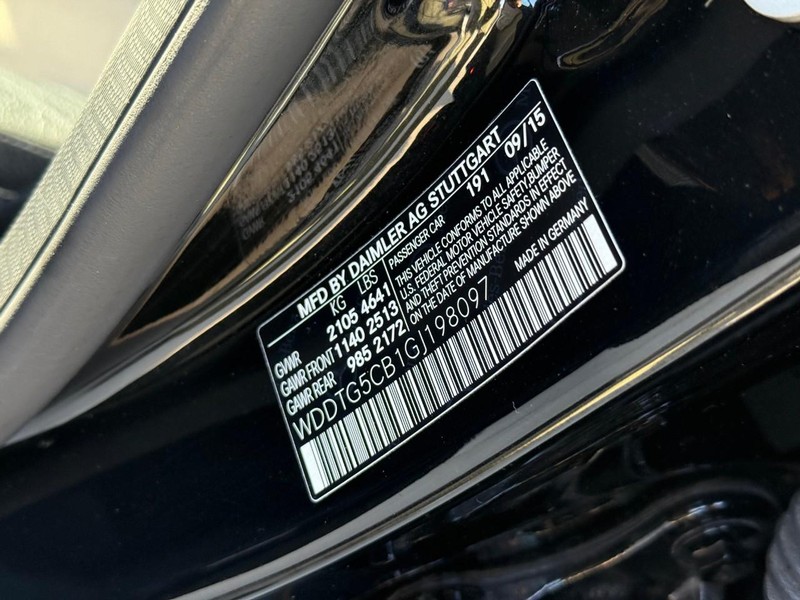 MFD BY DAIMLER AG STUTTGART 09/15
KG LBS
GVWR 2105 4641
GAWR FRONT 1140 2513
GAWR REAR 985 2172
PASSENGER CAR 191
THIS VEHICLE CONFORMS TO ALL APPLICABLE
U.S. FEDERAL MOTOR VEHICLE SAFETY, BUMPER
AND THEFT PREVENTION STANDARDS IN EFFECT
ON THE DATE OF MANUFACTURE SHOWN ABOVE
WDDTG5CB1GJ198097
MADE IN GERMANY